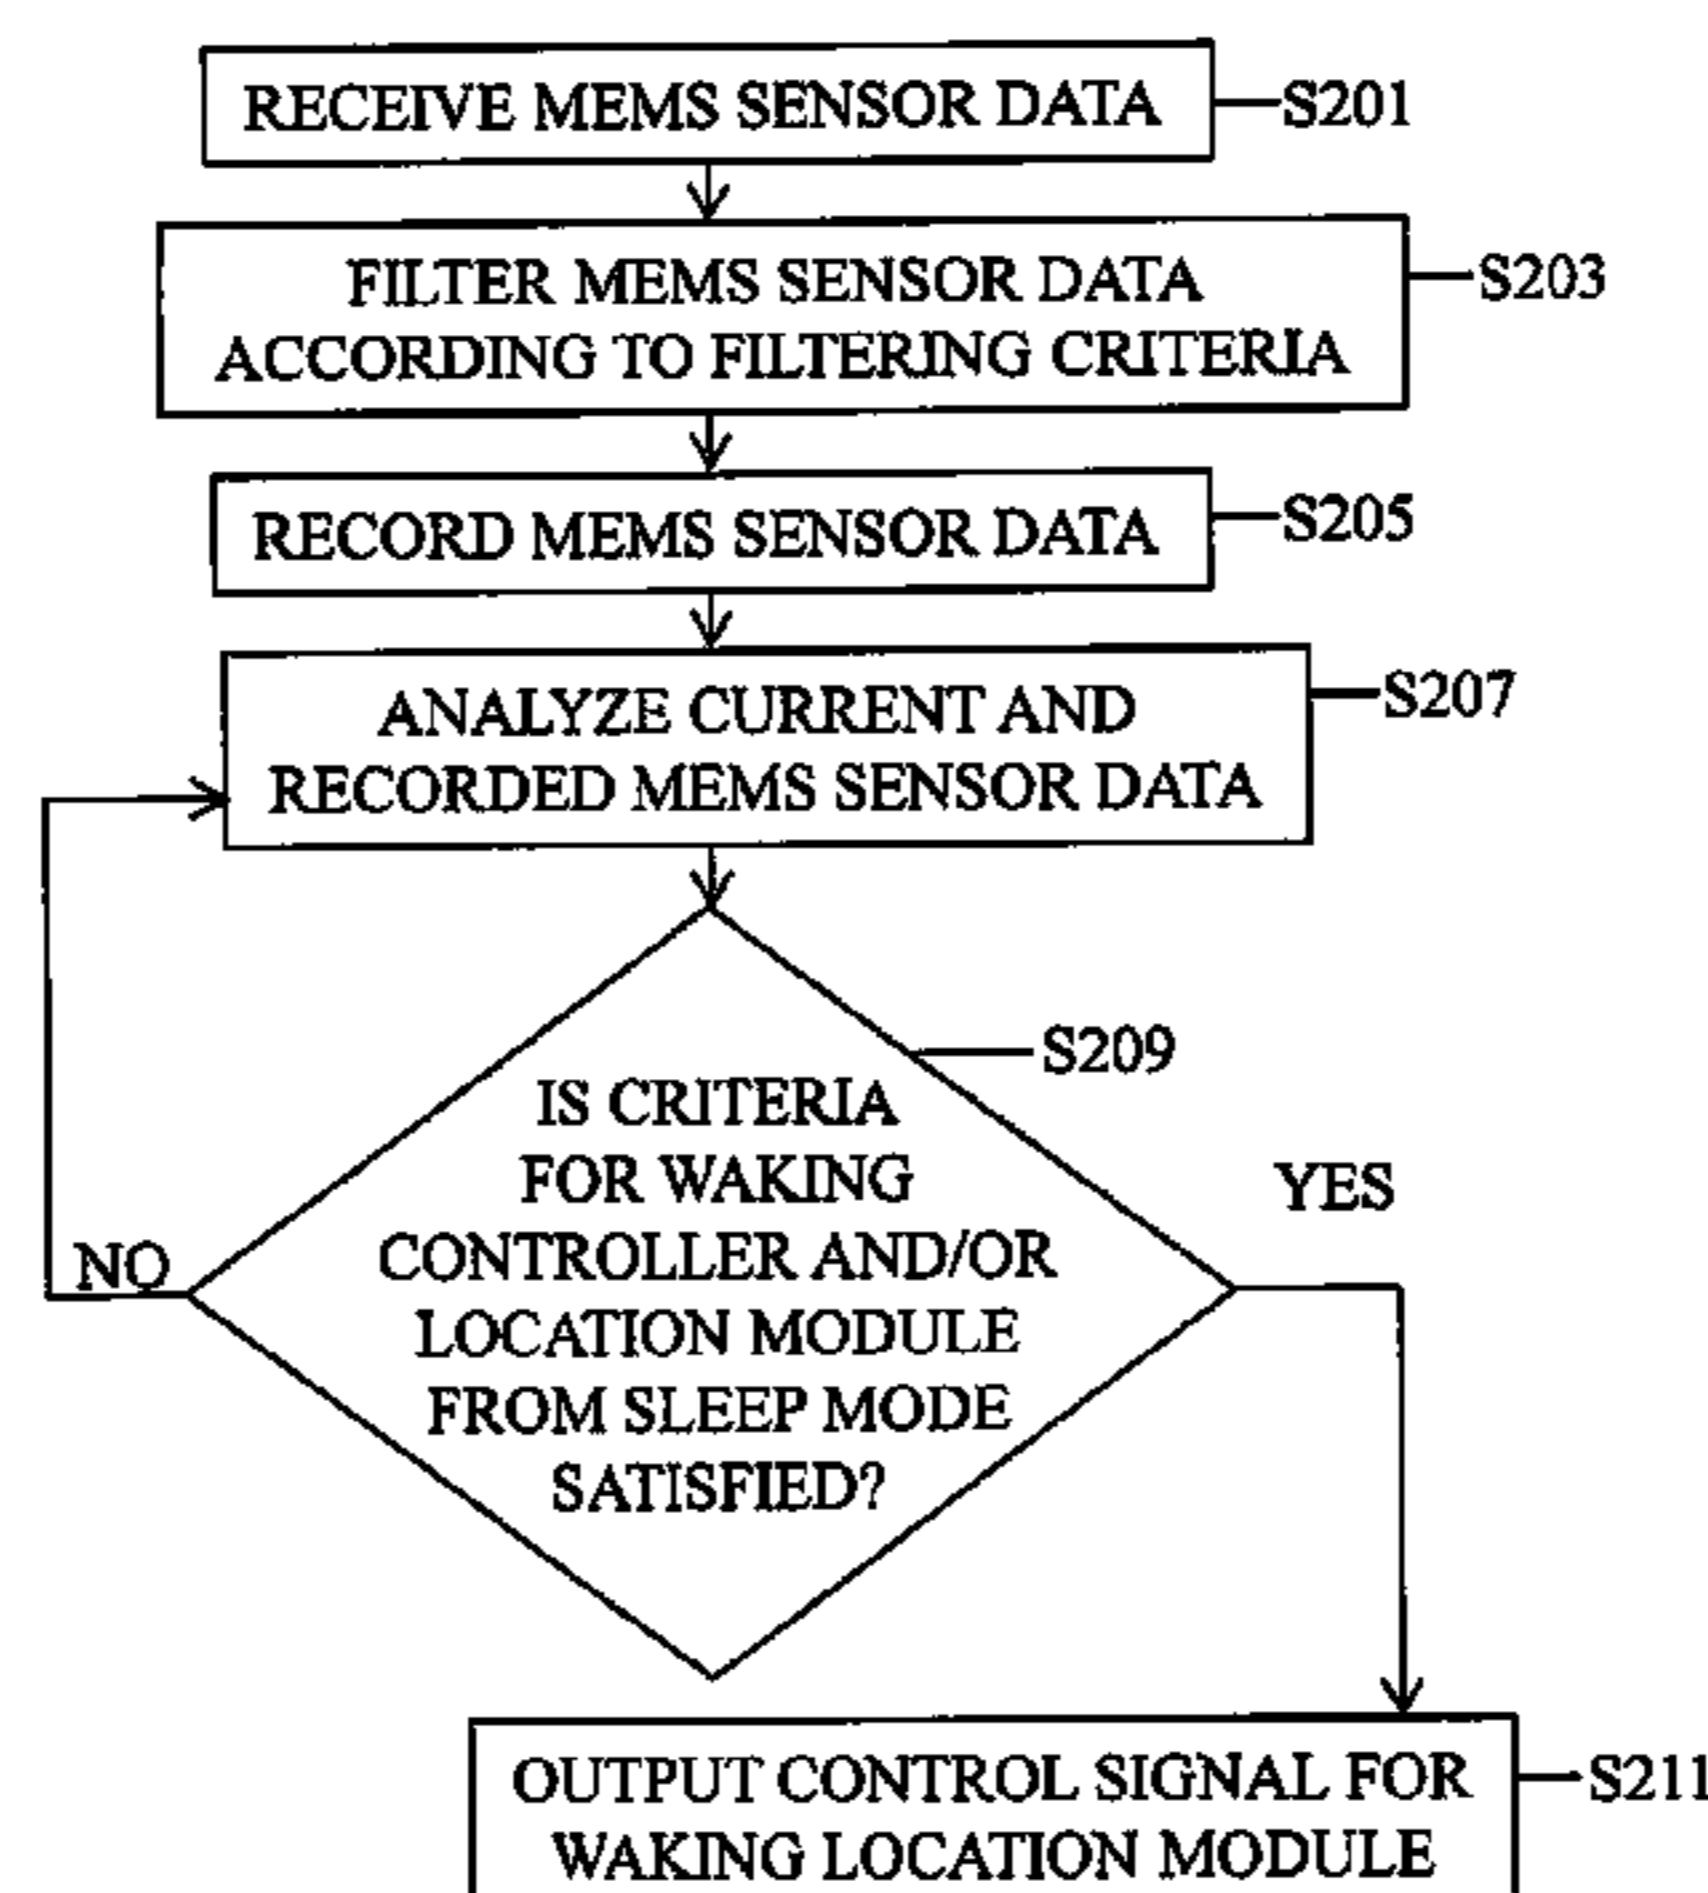 RECEIVE MEMS SENSOR DATA
S201
FILTER MEMS SENSOR DATA
ACCORDING TO FILTERING CRITERIA
S203
RECORD MEMS SENSOR DATA
S205
ANALYZE CURRENT AND
RECORDED MEMS SENSOR DATA
S207
IS CRITERIA
FOR WAKING
CONTROLLER AND/OR
LOCATION MODULE
FROM SLEEP MODE
SATISFIED?
S209
NO
YES
OUTPUT CONTROL SIGNAL FOR
WAKING LOCATION MODULE
S211